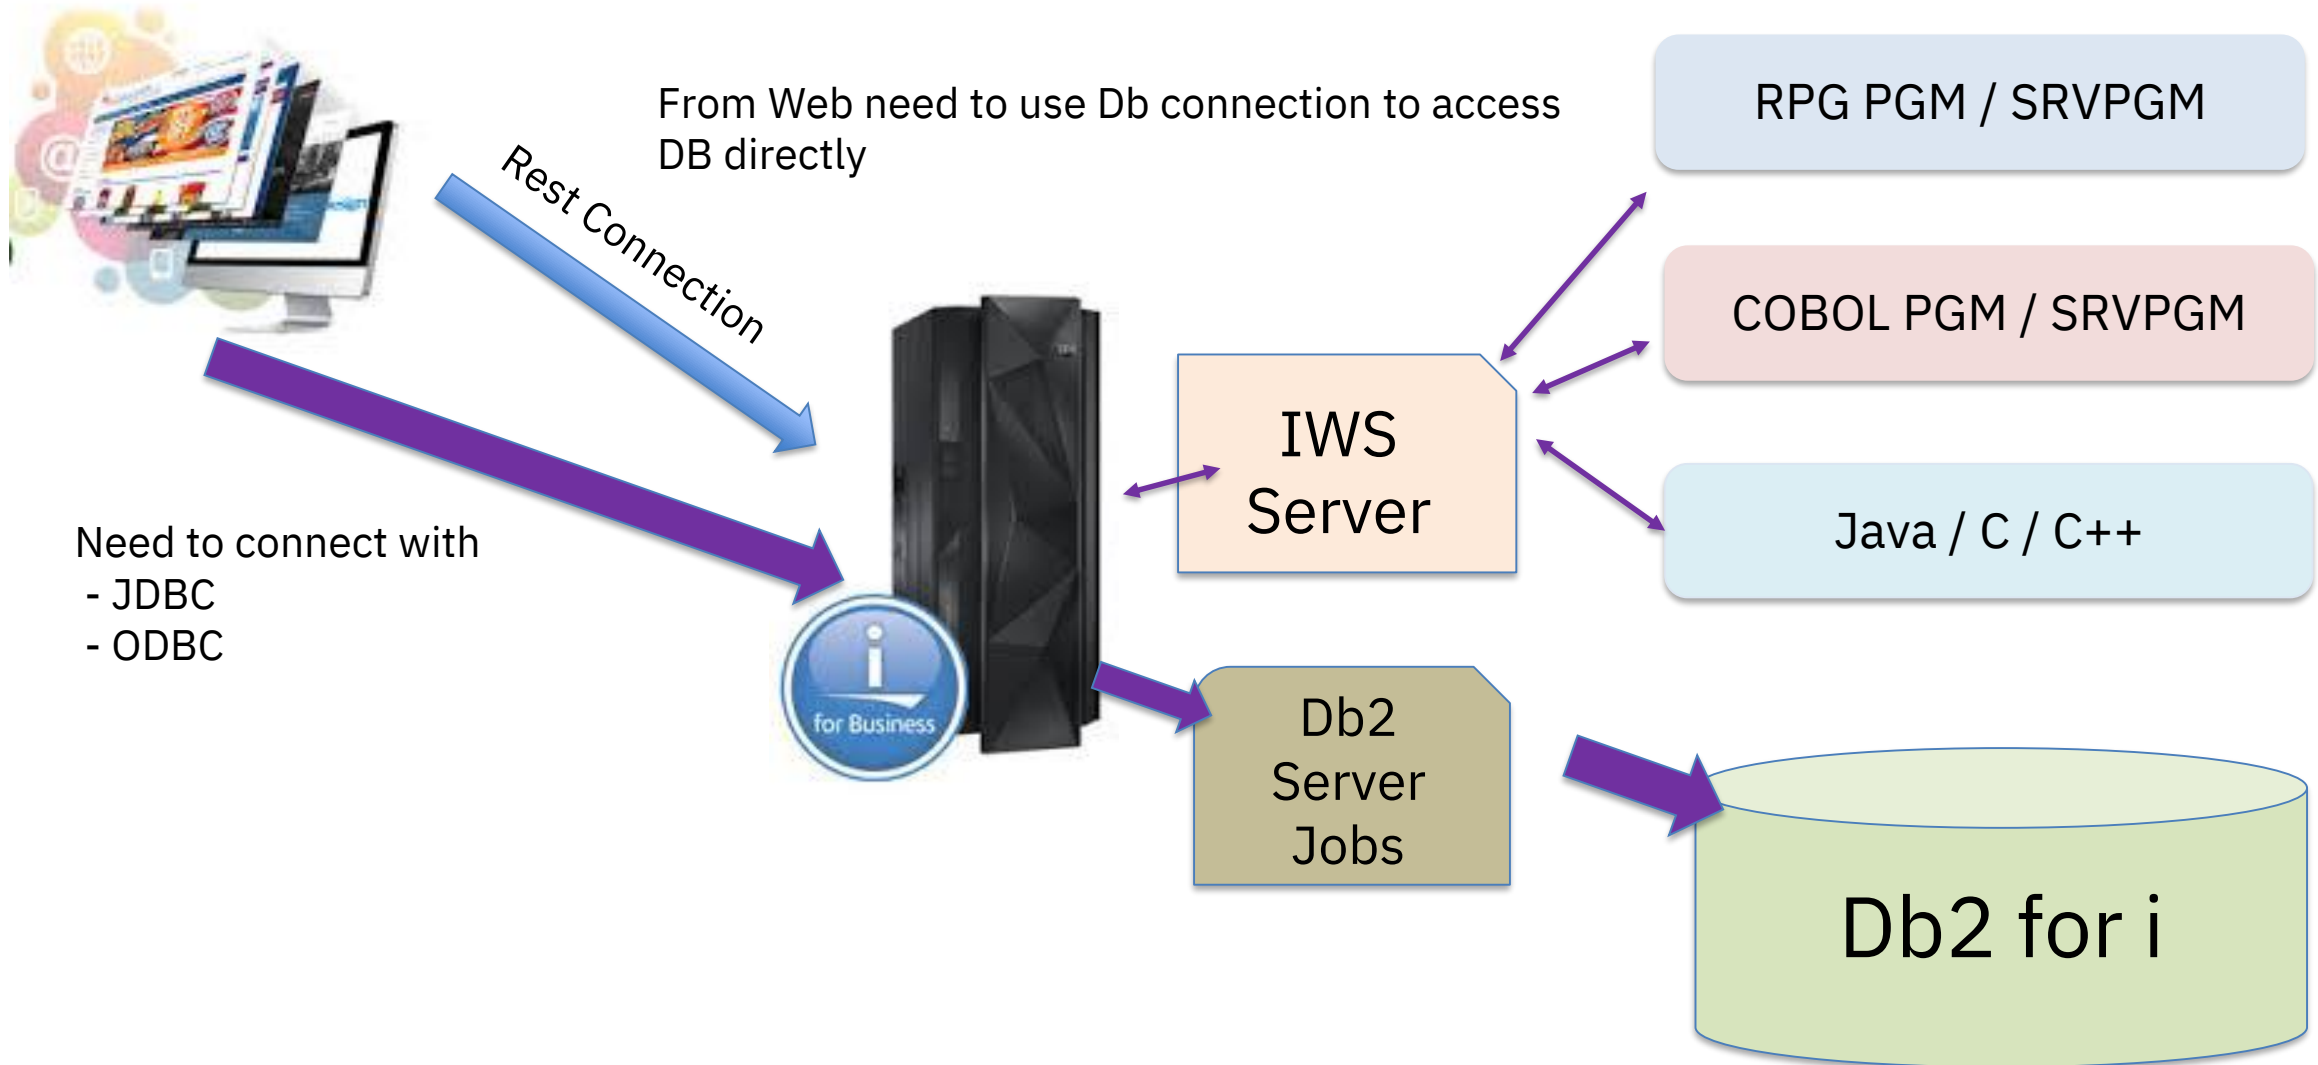 From Web need to use Db connection to access
DB directly
Rest Connection
Need to connect with
- JDBC
- ODBC
i
for Business
IWS
Server
Db2
Server
Jobs
RPG PGM / SRVPGM
COBOL PGM / SRVPGM
Java / C / C++
Db2 for i